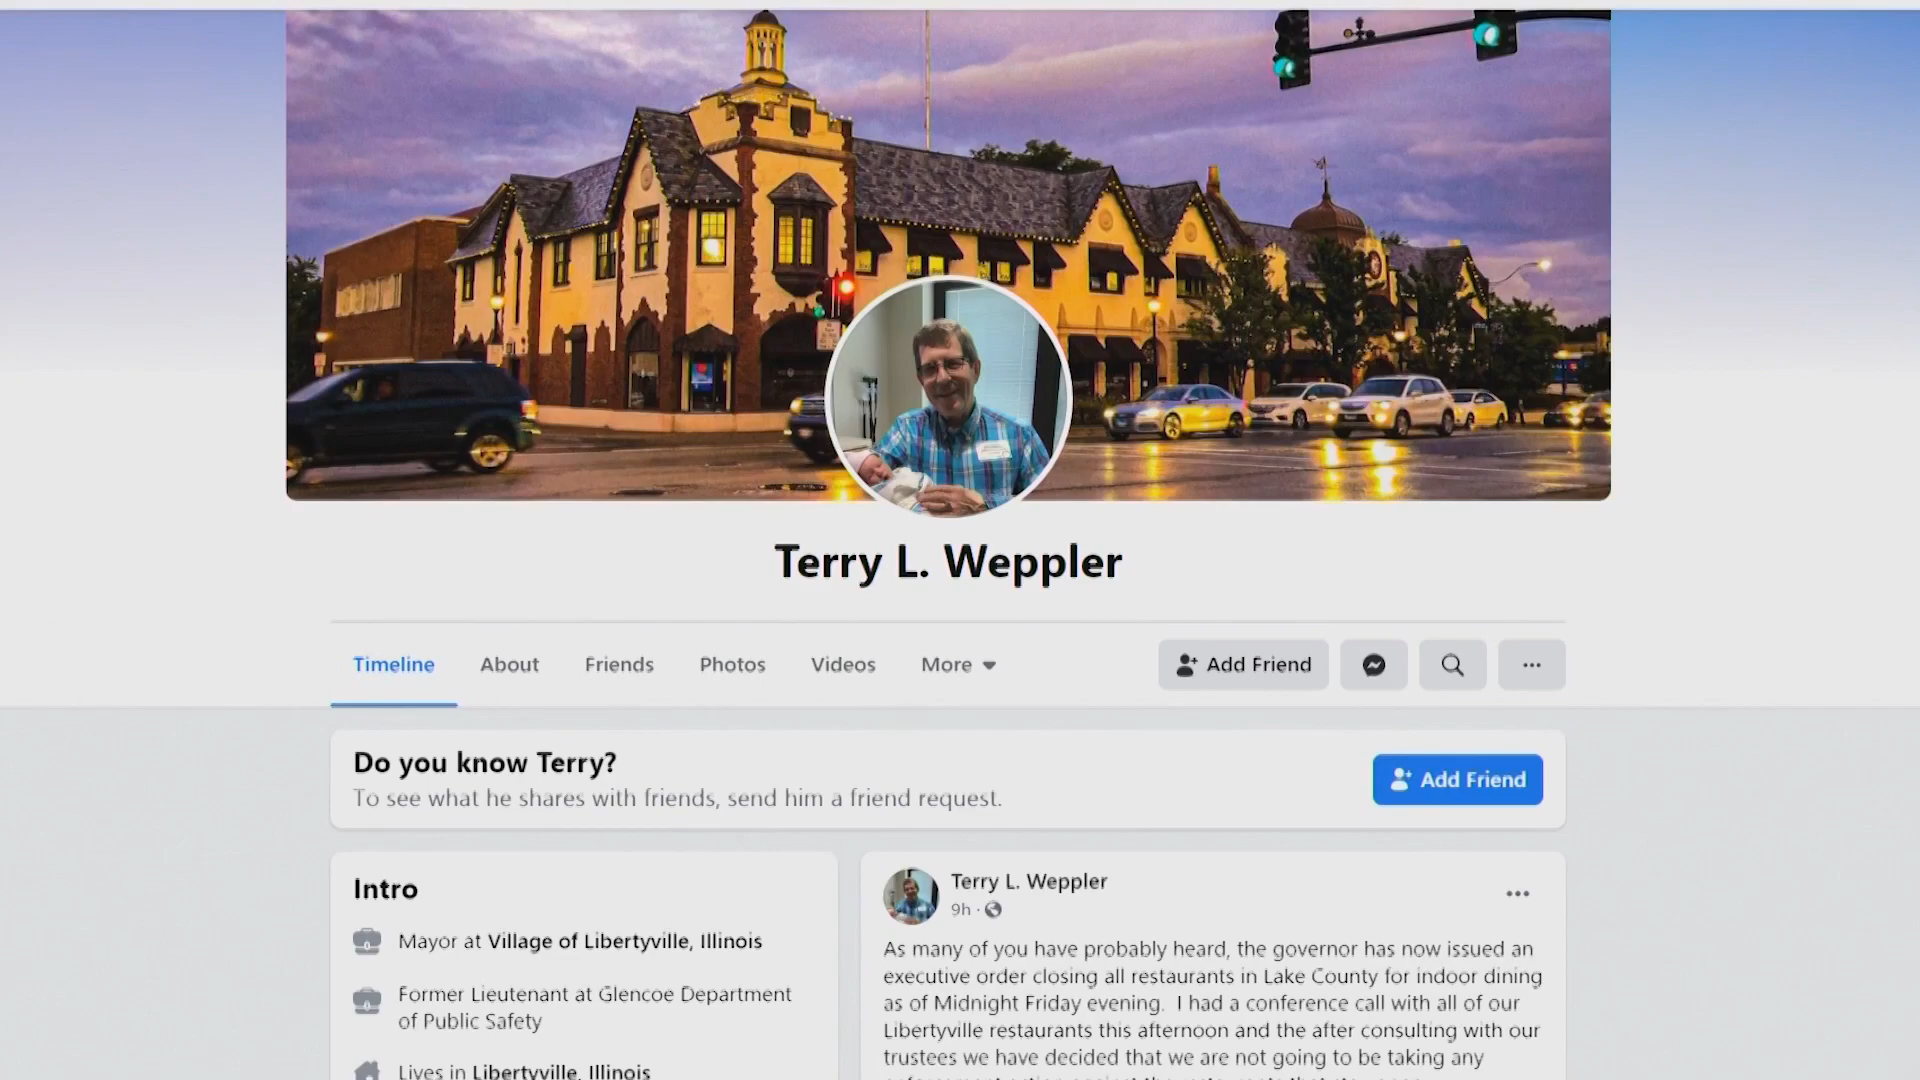 Terry L. Weppler
Timeline About Friends Photos Videos More Add Friend
Do you know Terry?
To see what he shares with friends, send him a friend request.
Add Friend
Intro
Mayor at Village of Libertyville, Illinois
Former Lieutenant at Glencoe Department
of Public Safety
Lives in Libertyville, Illinois
Terry L. Weppler
9h ·
As many of you have probably heard, the governor has now issued an
executive order closing all restaurants in Lake County for indoor dining
as of Midnight Friday evening. I had a conference call with all of our
Libertyville restaurants this afternoon and the after consulting with our
trustees we have decided that we are not going to be taking any